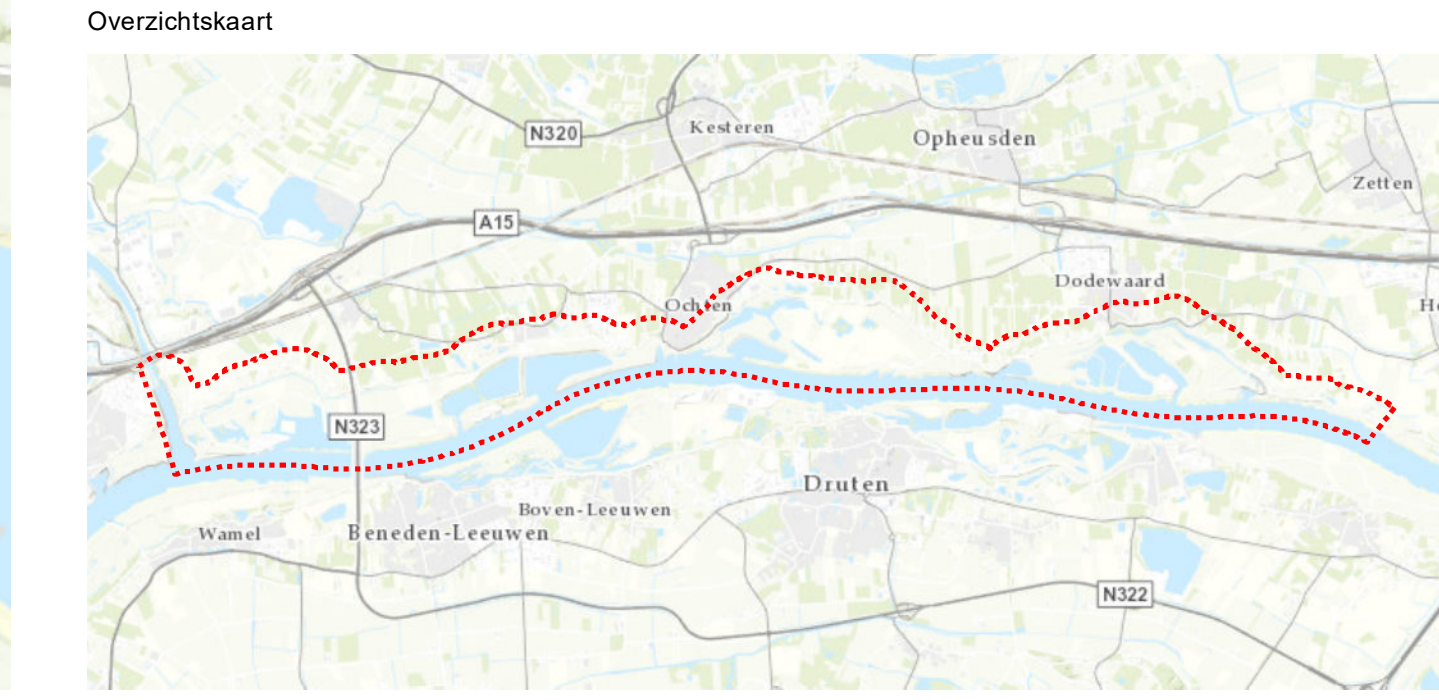 Overzichtskaart
N320
Kesteren
Opheusden
Zetten
A15
Dodewaard
Ochten
N323
Druten
Boven-Leeuwen
Wamel
Beneden-Leeuwen
N322